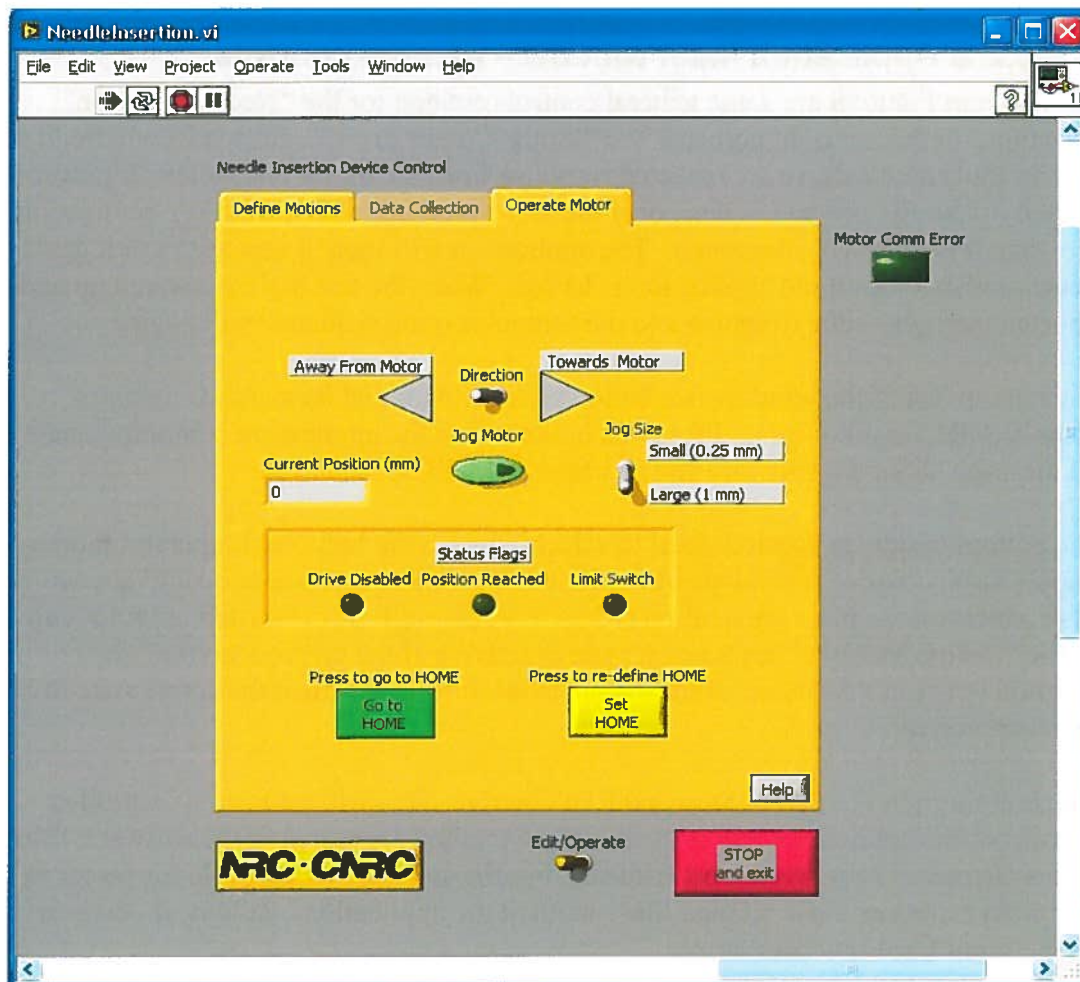 NeedleInsertion.vi
File Edit View Project Operate Tools Window Help
?
1
Needle Insertion Device Control
Define Motions Data Collection Operate Motor
Motor Comm Error
Away From Motor Direction Towards Motor
Jog Motor Jog Size
Small (0.25 mm)
Current Position (mm)
0
Large (1 mm)
Status Flags
Drive Disabled Position Reached Limit Switch
Press to go to HOME Press to re-define HOME
Go to
HOME
Set
HOME
Help
NRC·CNRC
Edit/Operate
STOP
and exit